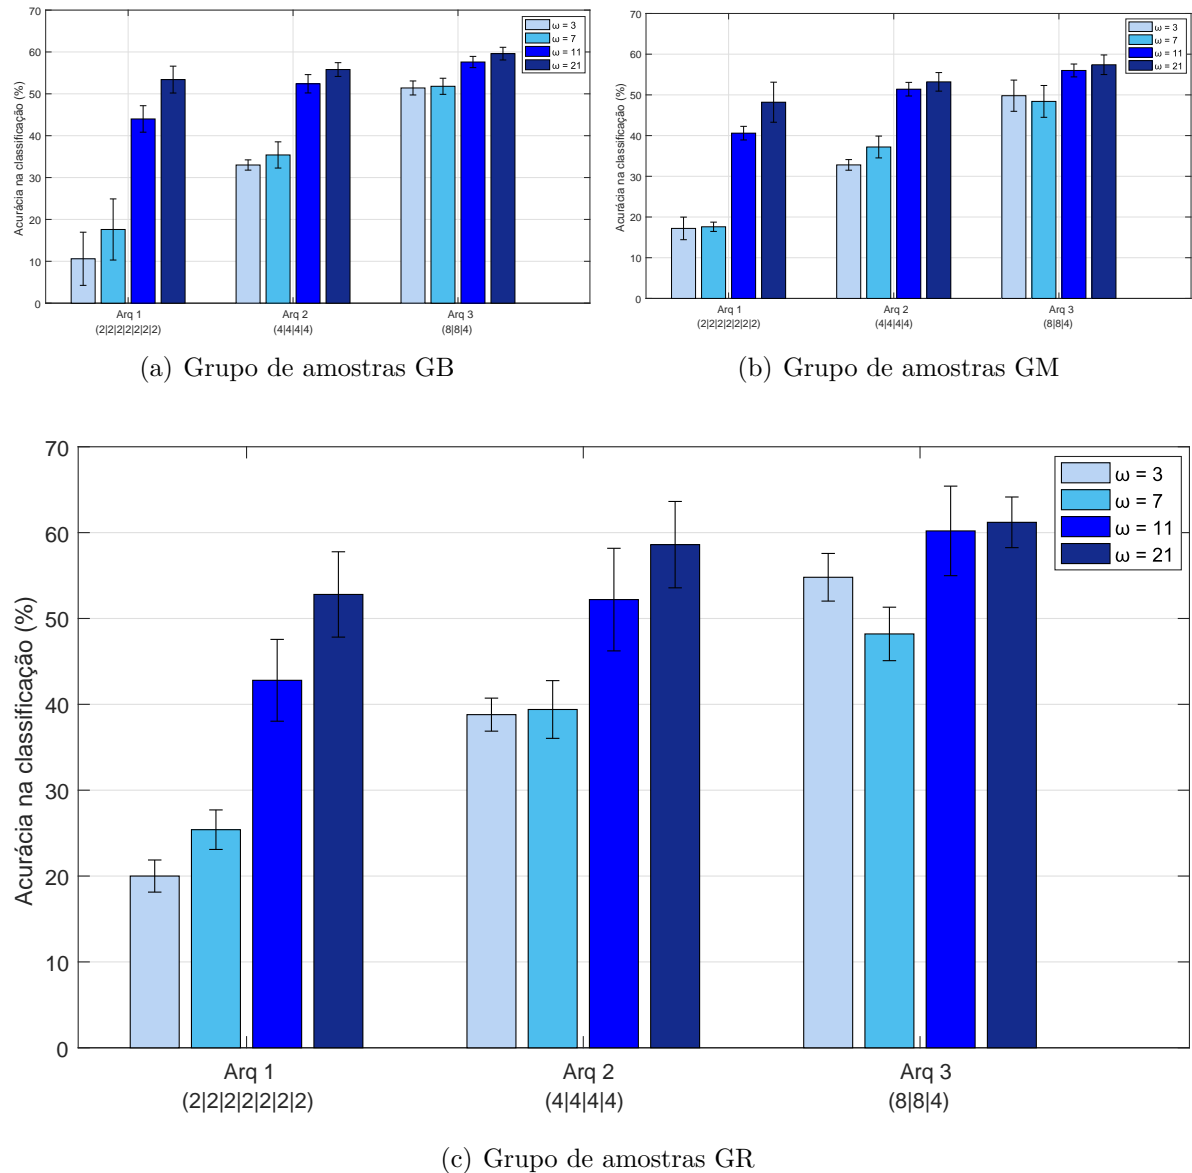 Acurácia na classificação (%)
70
60
50
40
30
20
10
0
ω = 3
ω = 7
ω = 11
ω = 21
Arq 1
(2|2|2|2|2|2|2)
Arq 2
(4|4|4|4)
Arq 3
(8|8|4)
(a) Grupo de amostras GB
Acurácia na classificação (%)
70
60
50
40
30
20
10
0
ω = 3
ω = 7
ω = 11
ω = 21
Arq 1
(2|2|2|2|2|2|2)
Arq 2
(4|4|4|4)
Arq 3
(8|8|4)
(b) Grupo de amostras GM
Acurácia na classificação (%)
70
60
50
40
30
20
10
0
ω = 3
ω = 7
ω = 11
ω = 21
Arq 1
(2|2|2|2|2|2|2)
Arq 2
(4|4|4|4)
Arq 3
(8|8|4)
(c) Grupo de amostras GR